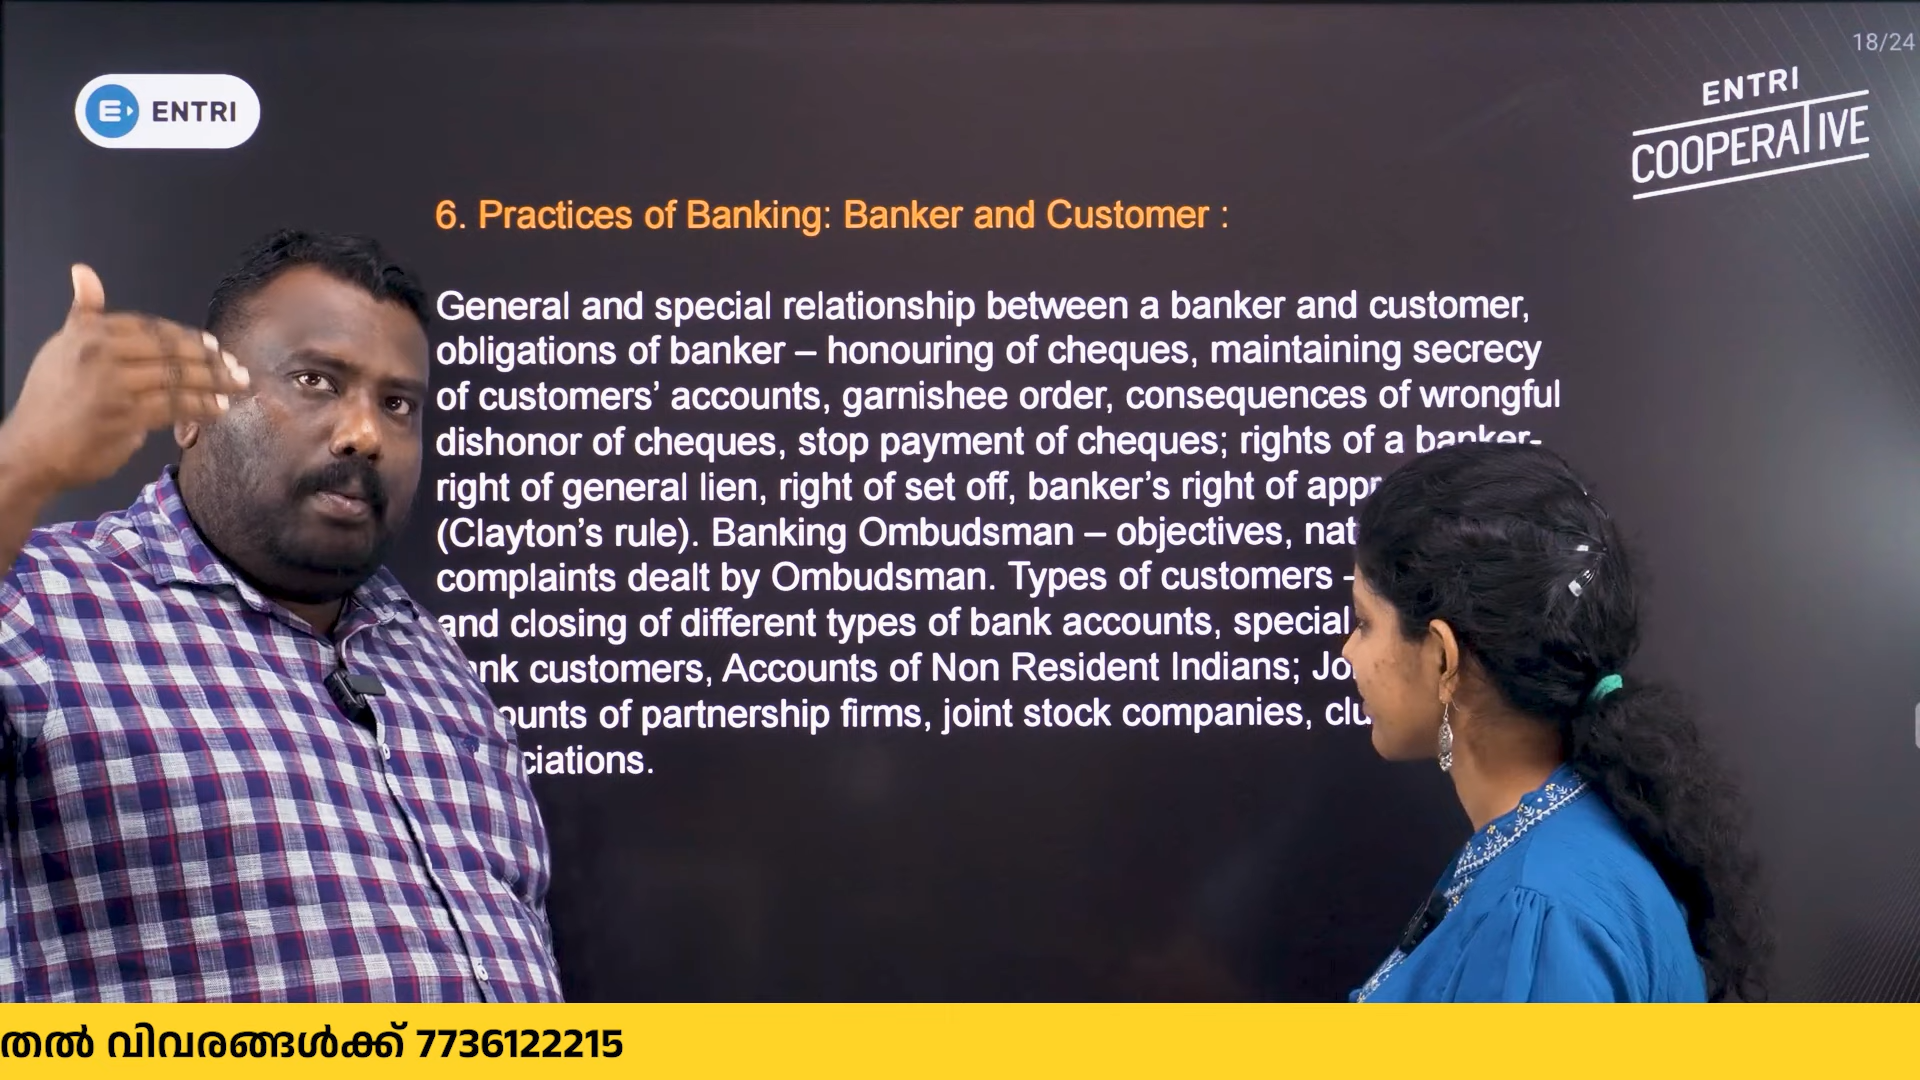 18/24
ENTRI
ENTRI
COOPERATIVE
6. Practices of Banking: Banker and Customer :
General and special relationship between a banker and customer,
obligations of banker – honouring of cheques, maintaining secrecy
of customers’ accounts, garnishee order, consequences of wrongful
dishonor of cheques, stop payment of cheques; rights of a banker-
right of general lien, right of set off, banker’s right of
(Clayton’s rule). Banking Ombudsman – objectives,
complaints dealt by Ombudsman. Types of customers –
and closing of different types of bank accounts, special
customers, Accounts of Non Resident Indians;
of partnership firms, joint stock companies,
വിവരങ്ങൾക്ക് 7736122215